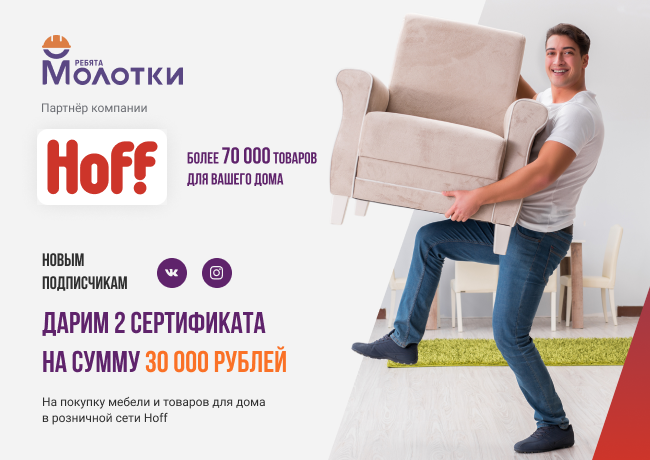 РЕБЯТА
МОЛОТКИ
Партнёр компании
Hoff
БОЛЕЕ 70 000 ТОВАРОВ
ДЛЯ ВАШЕГО ДОМА
НОВЫМ
ПОДПИСЧИКАМ
ДАРИМ 2 СЕРТИФИКАТА
НА СУММУ 30 000 РУБЛЕЙ
На покупку мебели и товаров для дома
в розничной сети Hoff